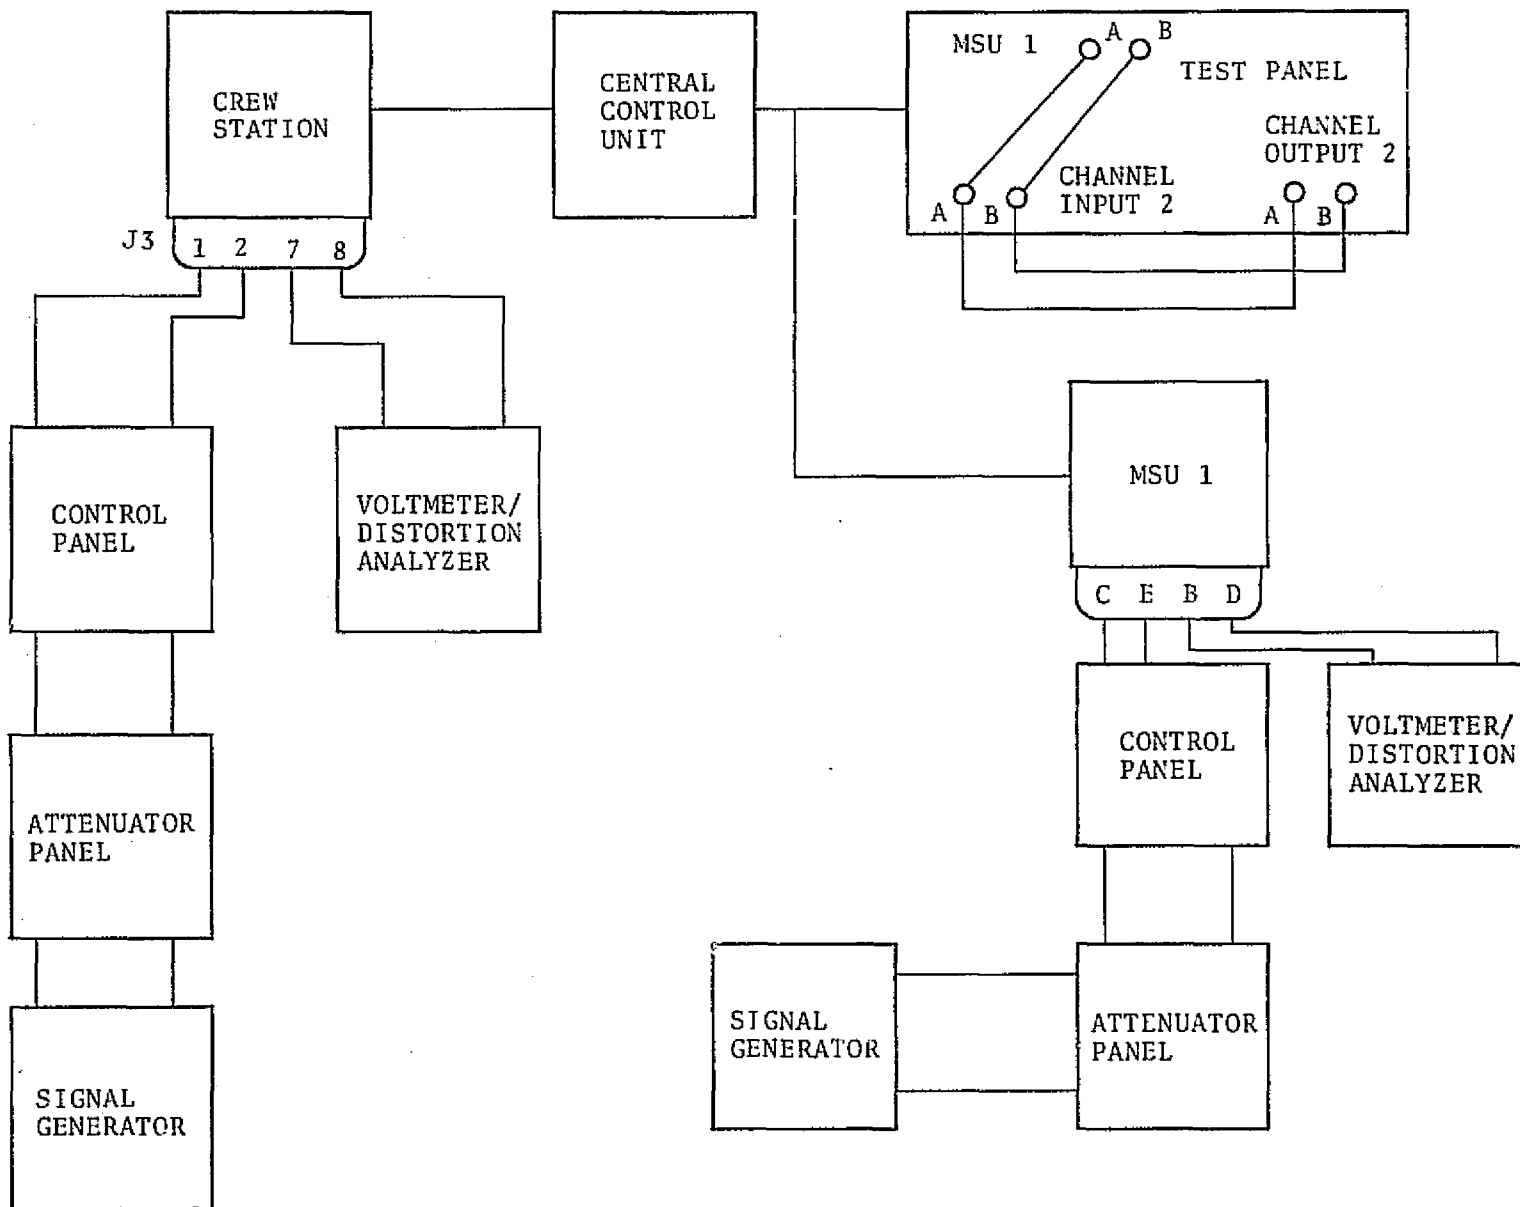 CREW
STATION
J3 1 2 7 8
CENTRAL
CONTROL
UNIT
MSU 1 A B
TEST PANEL
CHANNEL
OUTPUT 2
CHANNEL
INPUT 2
A B A B
CONTROL
PANEL
VOLTMETER/
DISTORTION
ANALYZER
ATTENUATOR
PANEL
SIGNAL
GENERATOR
MSU 1
C E B D
CONTROL
PANEL
VOLTMETER/
DISTORTION
ANALYZER
SIGNAL
GENERATOR
ATTENUATOR
PANEL